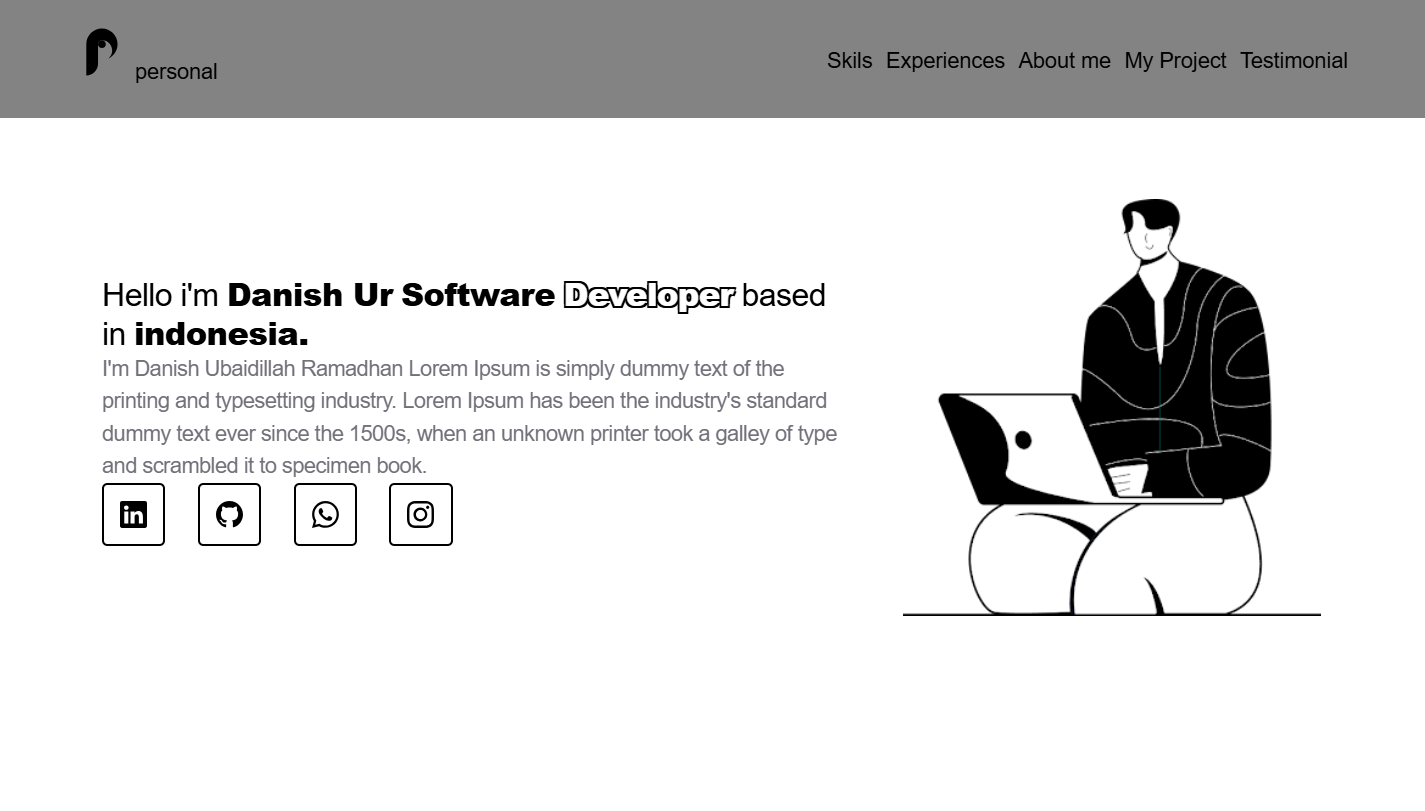 personal
Skils Experiences About me My Project Testimonial
Hello i'm Danish Ur Software Developer based
in indonesia.
I'm Danish Ubaidillah Ramadhan Lorem Ipsum is simply dummy text of the
printing and typesetting industry. Lorem Ipsum has been the industry's standard
dummy text ever since the 1500s, when an unknown printer took a galley of type
and scrambled it to specimen book.